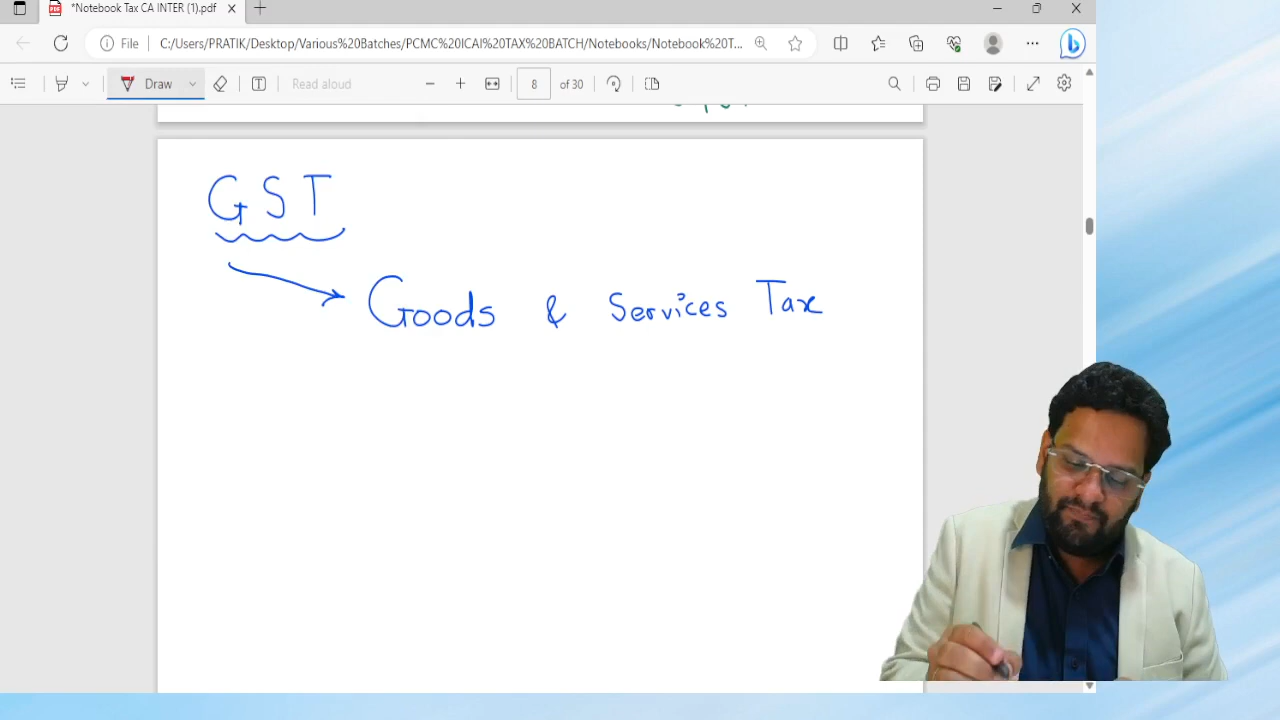 *Notebook Tax CA INTER (1).pdf
File C:/Users/PRATIK/Desktop/Various%20Batches/PCMC%20ICAI%20TAX%20BATCH/Notebooks/Notebook%20T...
Draw Read aloud 8 of 30
GST
Goods & Services Tax